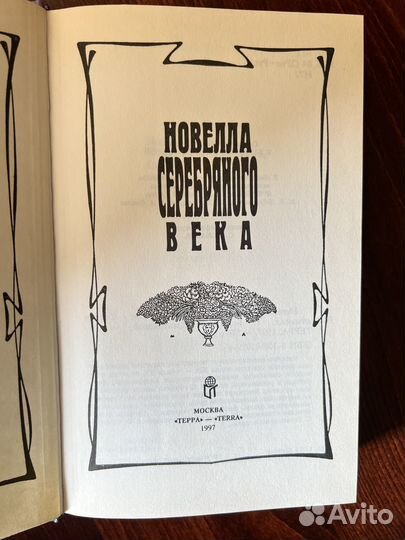 НОВЕЛЛА
СЕРЕБРЯНОГО
ВЕКА
МОСКВА
«ТЕРРА» — «TERRA»
1997
Avito